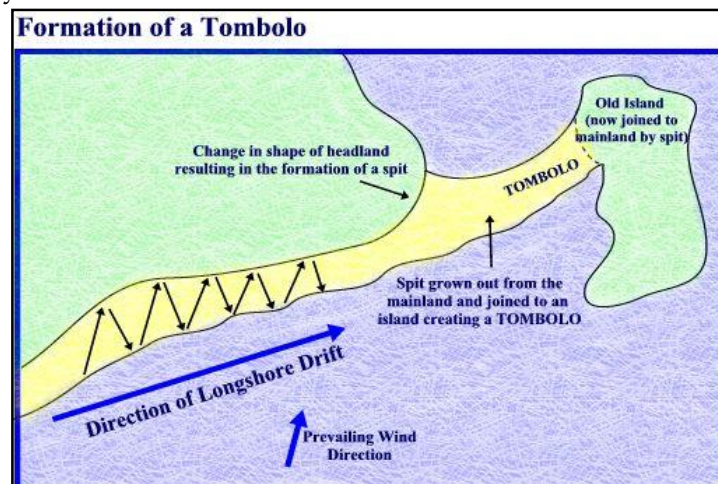 Formation of a Tombolo
Old Island
(now joined to
mainland by spit)
Change in shape of headland
resulting in the formation of a spit
TOMBOLO
Spit grown out from the
mainland and joined to an
island creating a TOMBOLO
Direction of Longshore Drift
Prevailing Wind
Direction